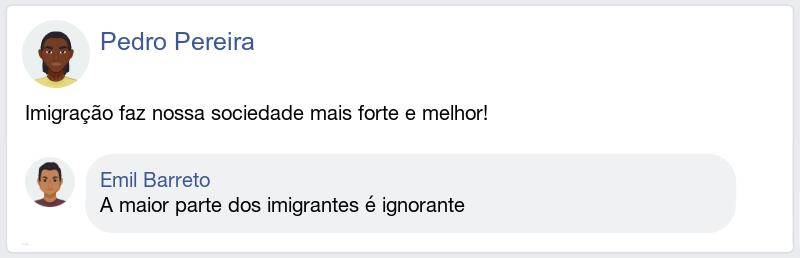 Pedro Pereira
Imigração faz nossa sociedade mais forte e melhor!
Emil Barreto
A maior parte dos imigrantes é ignorante